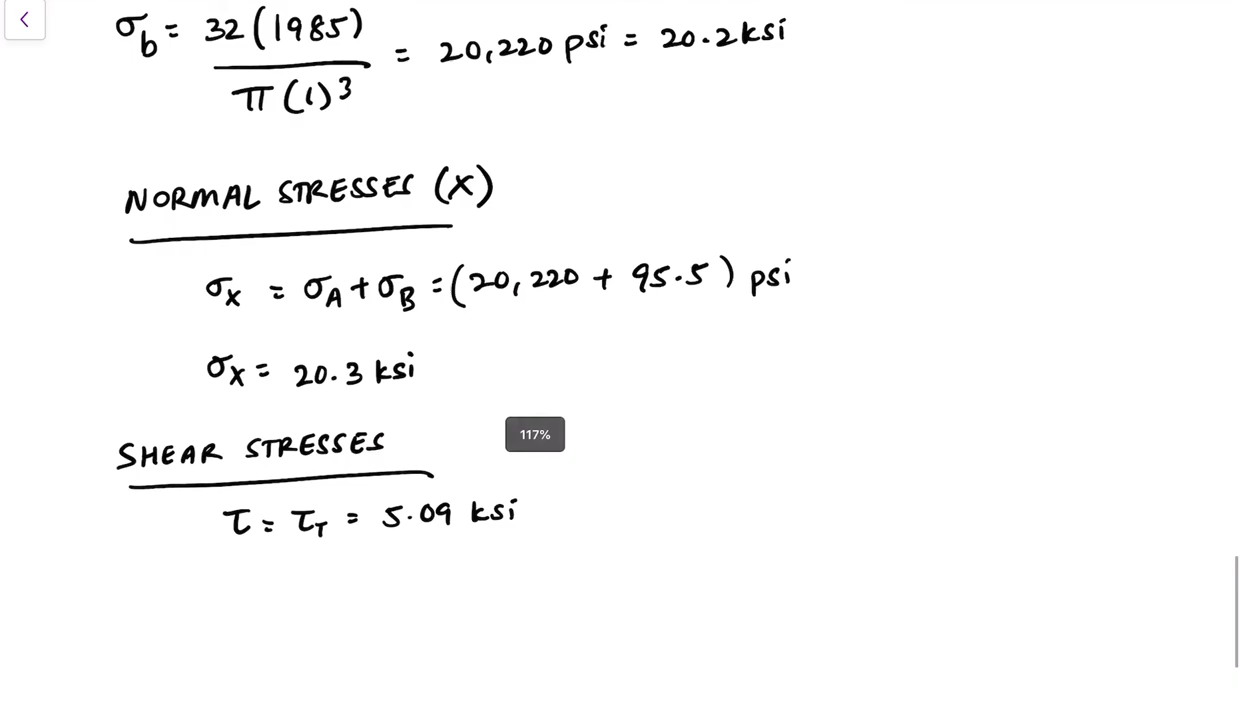 σb = 32(1985) / π(1)³ = 20,220 psi = 20.2 ksi
NORMAL STRESSES (X)
σx = σA + σB = (20,220 + 95.5) psi
σx = 20.3 ksi
117%
SHEAR STRESSES
τ = τT = 5.09 ksi